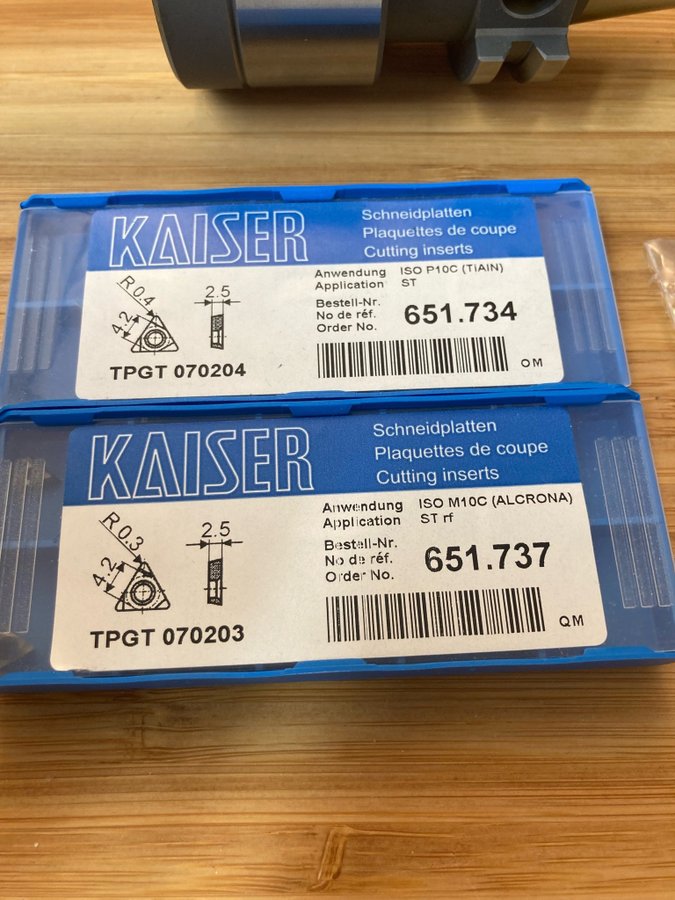 KAISER
Schneidplatten
Plaquettes de coupe
Cutting inserts
R 0.4
4.2
2.5
TPGT 070204
Anwendung ISO P10C (TiAlN)
Application ST
Bestell-Nr.
No de réf. 651.734
Order No.
OM
KAISER
Schneidplatten
Plaquettes de coupe
Cutting inserts
R 0.3
4.2
2.5
TPGT 070203
Anwendung ISO M10C (ALCRONA)
Application ST rf
Bestell-Nr.
No de réf. 651.737
Order No.
QM